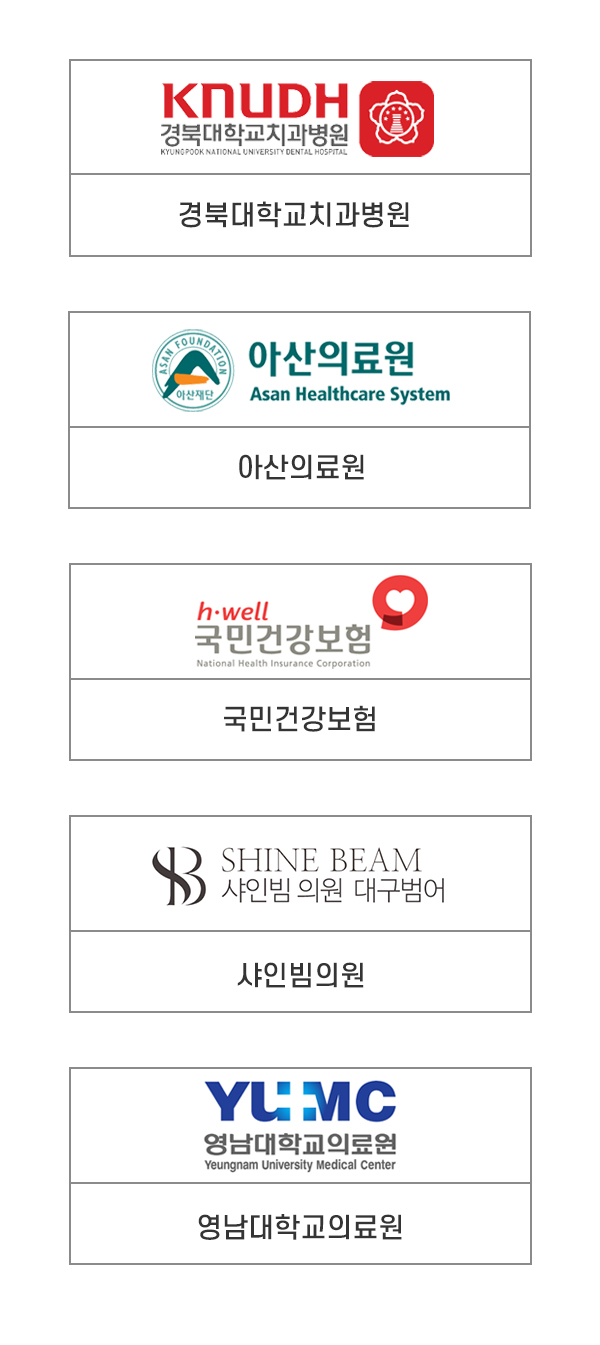 KNUDH
경북대학교치과병원
KYUNGPOOK NATIONAL UNIVERSITY DENTAL HOSPITAL
경북대학교치과병원
ASAN FOUNDATION
아산재단
아산의료원
Asan Healthcare System
아산의료원
h·well
국민건강보험
National Health Insurance Corporation
국민건강보험
SHINE BEAM
샤인빔 의원 대구범어
샤인빔의원
YUMC
영남대학교의료원
Yeungnam University Medical Center
영남대학교의료원